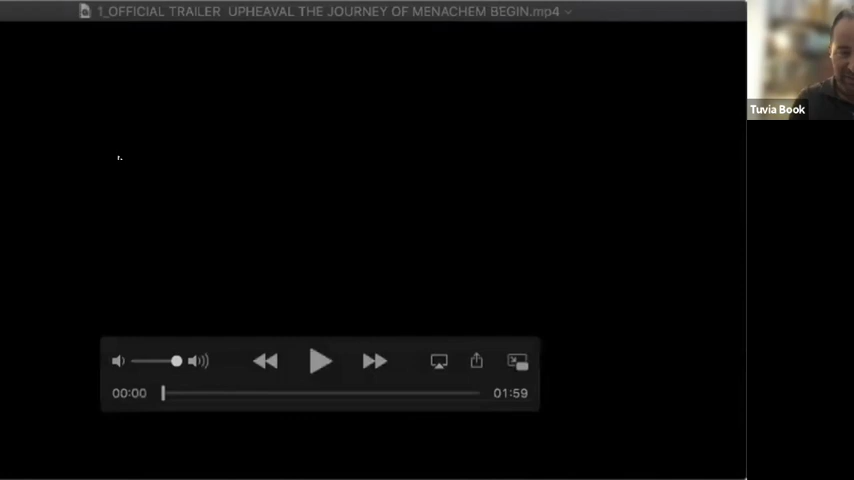 1_OFFICIAL TRAILER UPHEAVAL THE JOURNEY OF MENACHEM BEGIN.mp4
Tuvia Book
00:00
01:59